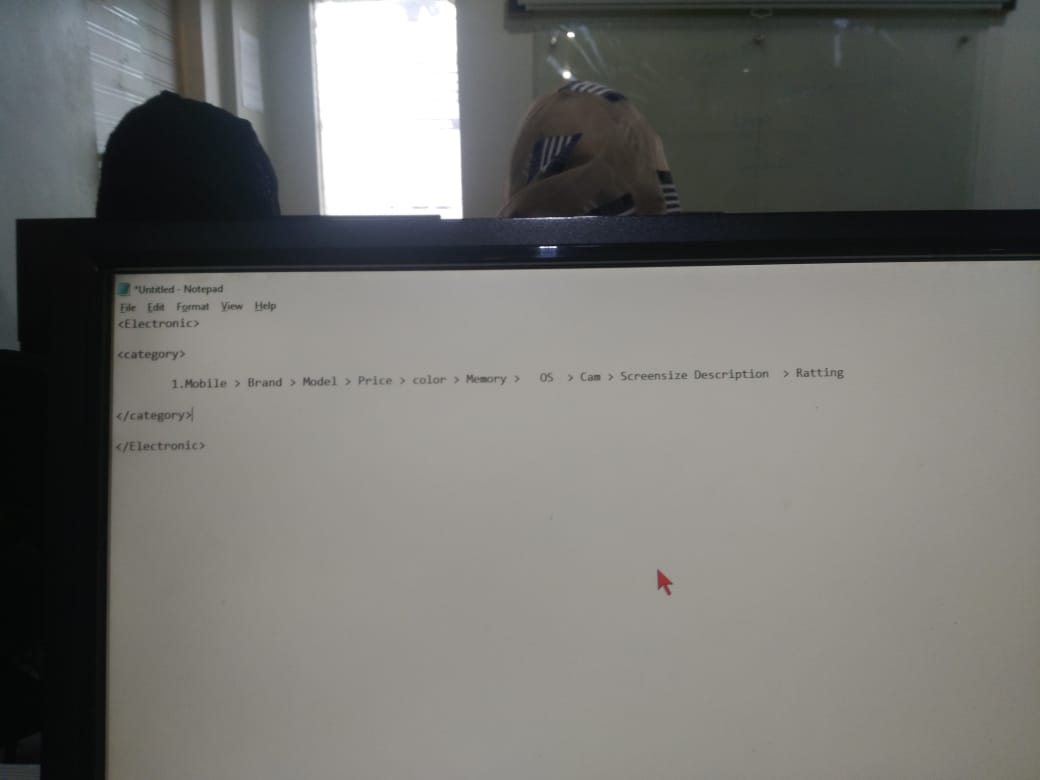 *Untitled - Notepad
File Edit Format View Help
<Electronic>
<category>
1.Mobile > Brand > Model > Price > color > Memory > OS > Cam > Screensize Description > Ratting
</category>
</Electronic>